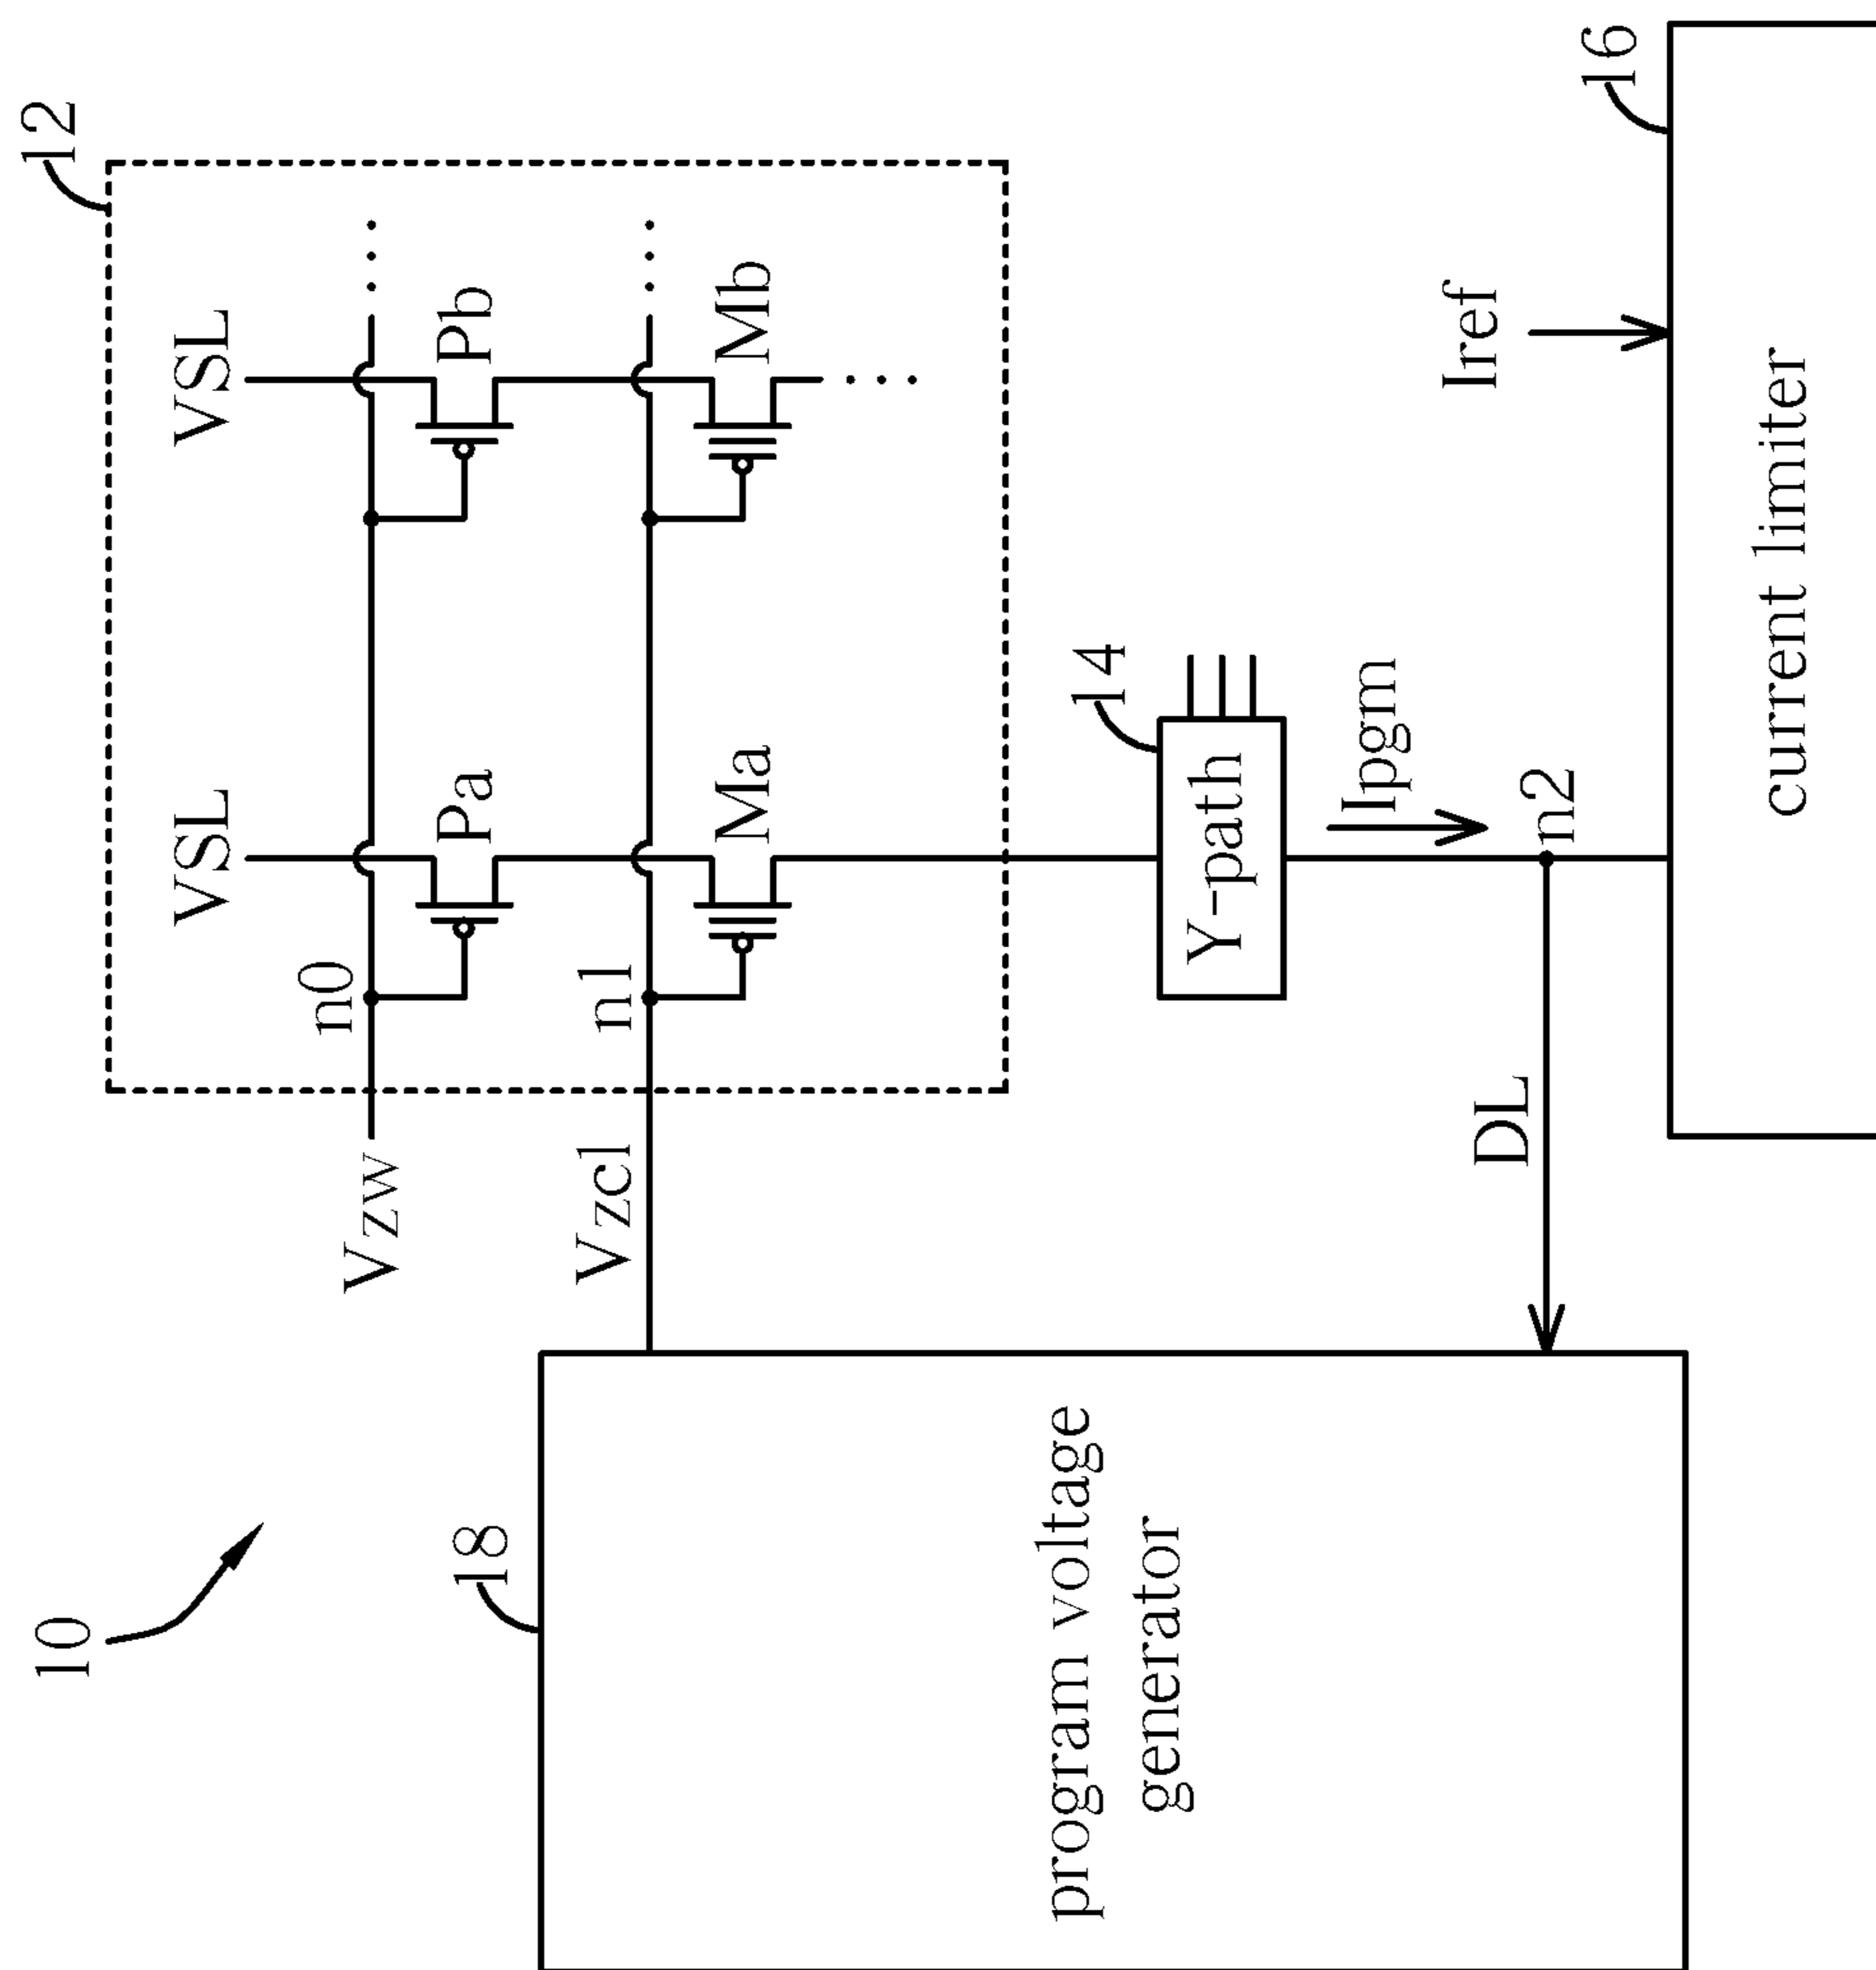 10
12
VSL
VSL
Vzw
n0
Pa
Pb
Vzcl
n1
Ma
Mb
18
14
Y-path
Ipgm
Iref
16
program voltage
generator
DL
n2
current limiter